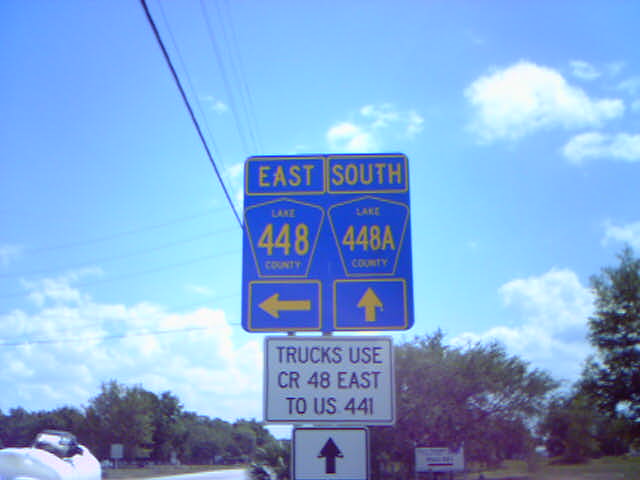 EAST SOUTH
LAKE LAKE
448 448A
COUNTY COUNTY
TRUCKS USE
CR 48 EAST
TO US 441